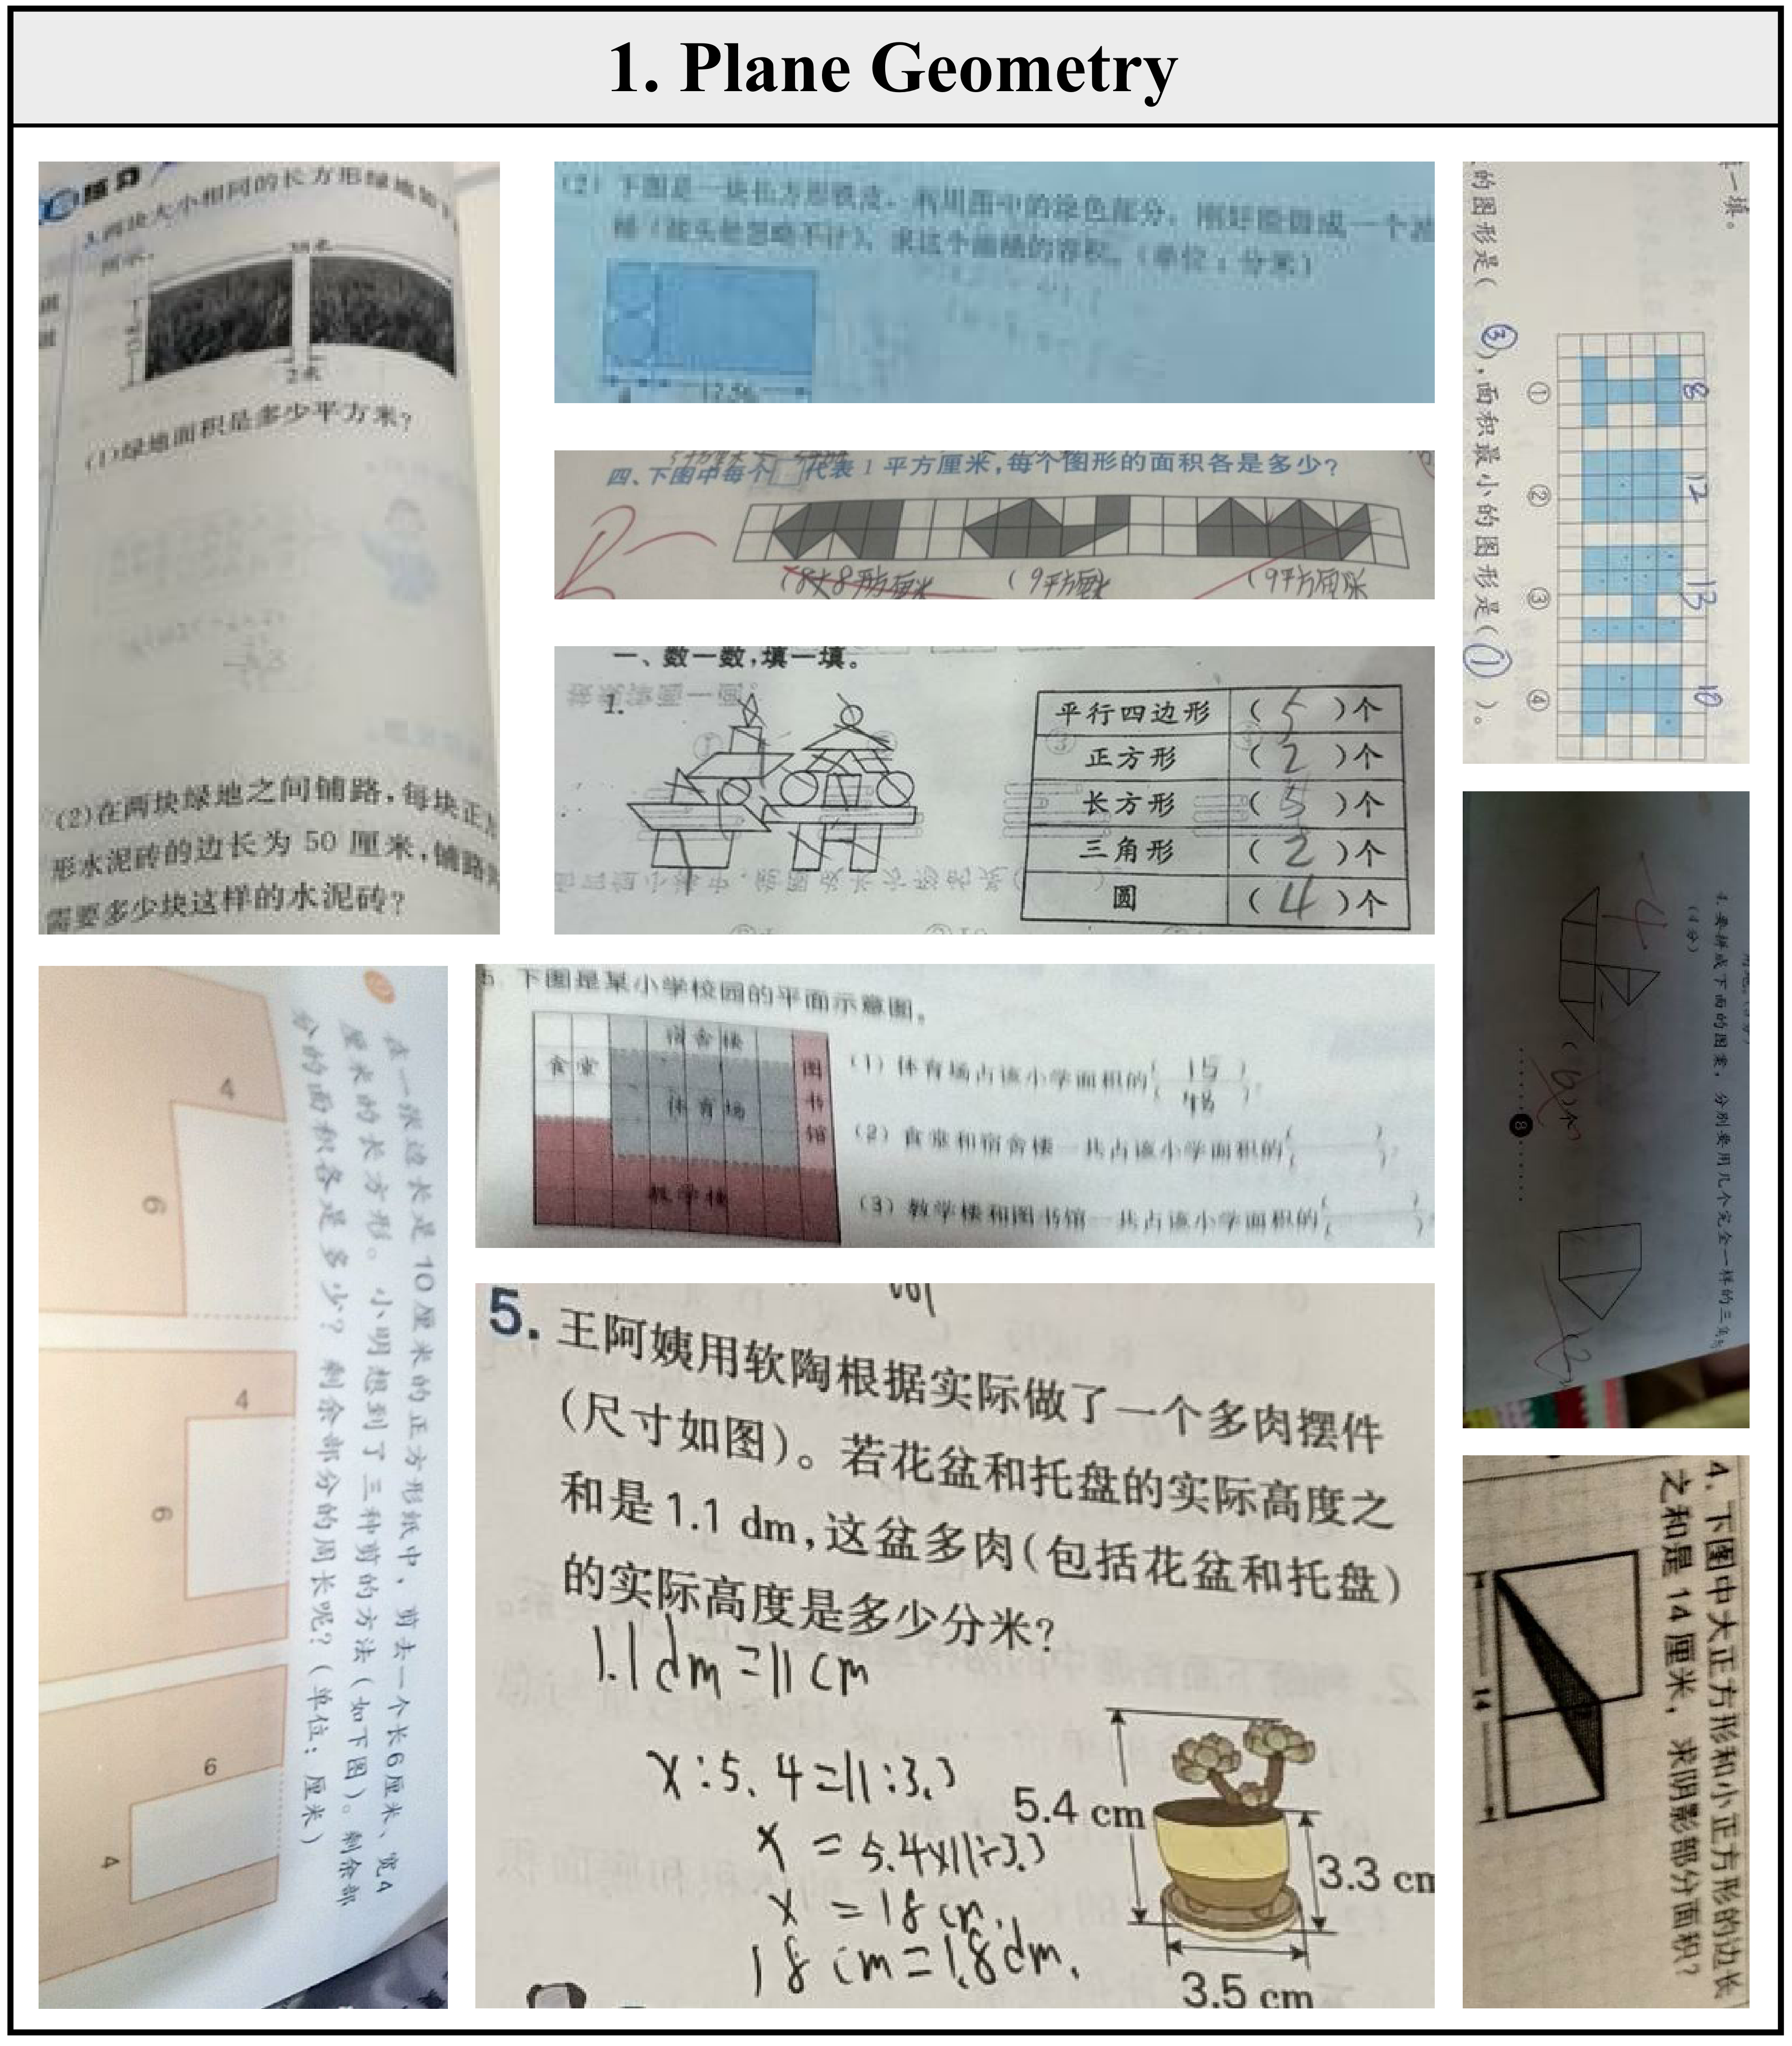 1. Plane Geometry
练习
3.两块大小相同的长方形绿地如
所示。
2米
(1)绿地面积是多少平方米?
(2)在两块绿地之间铺路,每块正方
形水泥砖的边长为 50 厘米,铺路
需要多少块这样的水泥砖?
(2) 下图是一块长方形铁皮,利用图中的涂色部分,刚好能做成一个油
桶(接头处忽略不计),求这个油桶的容积。(单位:分米)
四、下图中每个□代表 1 平方厘米,每个图形的面积各是多少?
(8平方厘米
(9平方厘米
(9平方厘米
一、数一数,填一填。
1.
平行四边形 ( 5 )个
正方形 ( 2 )个
长方形 ( 5 )个
三角形 ( 2 )个
圆 ( 4 )个
一填。
的图形是( ③ ),面积最小的图形是( ① )。
① 8
② 12
③ 13
④ 10
4. 要拼成下面的图案,分别要用几个完全一样的三角
(4分)
-4
(6)个
8
在一张边长是 10 厘米的正方形纸中,剪去一个长 6 厘米、宽 4
厘米的长方形。小明想到了三种剪的方法(如下图)。剩余部
分的面积各是多少?剩余部分的周长呢?(单位:厘米)
4
6
4
6
6
4
5. 下图是某小学校园的平面示意图。
宿舍楼
食堂
体育场
图书馆
教学楼
(1) 体育场占该小学面积的( 15 )/( 48 )
(2) 食堂和宿舍楼一共占该小学面积的( )/( )
(3) 教学楼和图书馆一共占该小学面积的( )/( )
5. 王阿姨用软陶根据实际做了一个多肉摆件
(尺寸如图)。若花盆和托盘的实际高度之
和是 1.1 dm,这盆多肉(包括花盆和托盘)
的实际高度是多少分米?
1.1dm=11cm
x:5.4=11:3.3
x=5.4×11÷3.3
x=18cm.
18cm=1.8dm.
5.4 cm
3.3 cm
3.5 cm
4. 下图中大正方形和小正方形的边长
之和是 14 厘米,求阴影部分面积?
14